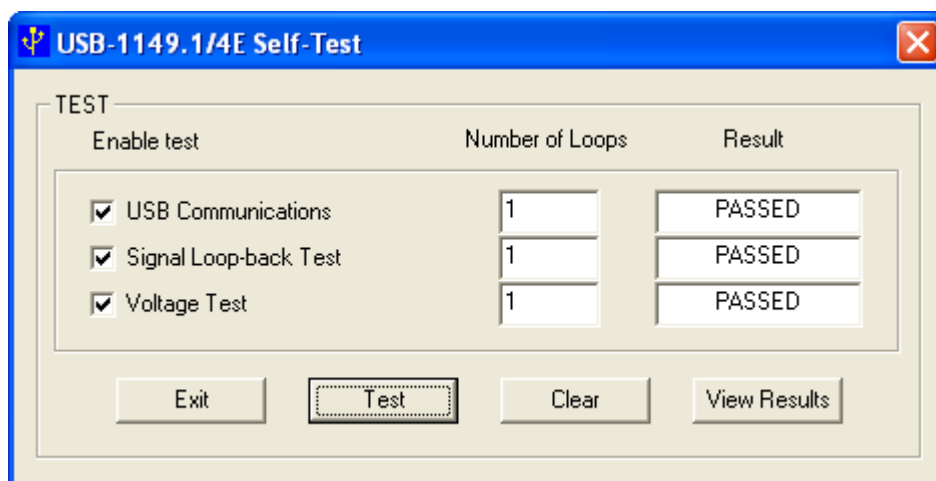 USB-1149.1/4E Self-Test
TEST
Enable test Number of Loops Result
USB Communications 1 PASSED
Signal Loop-back Test 1 PASSED
Voltage Test 1 PASSED
Exit Test Clear View Results